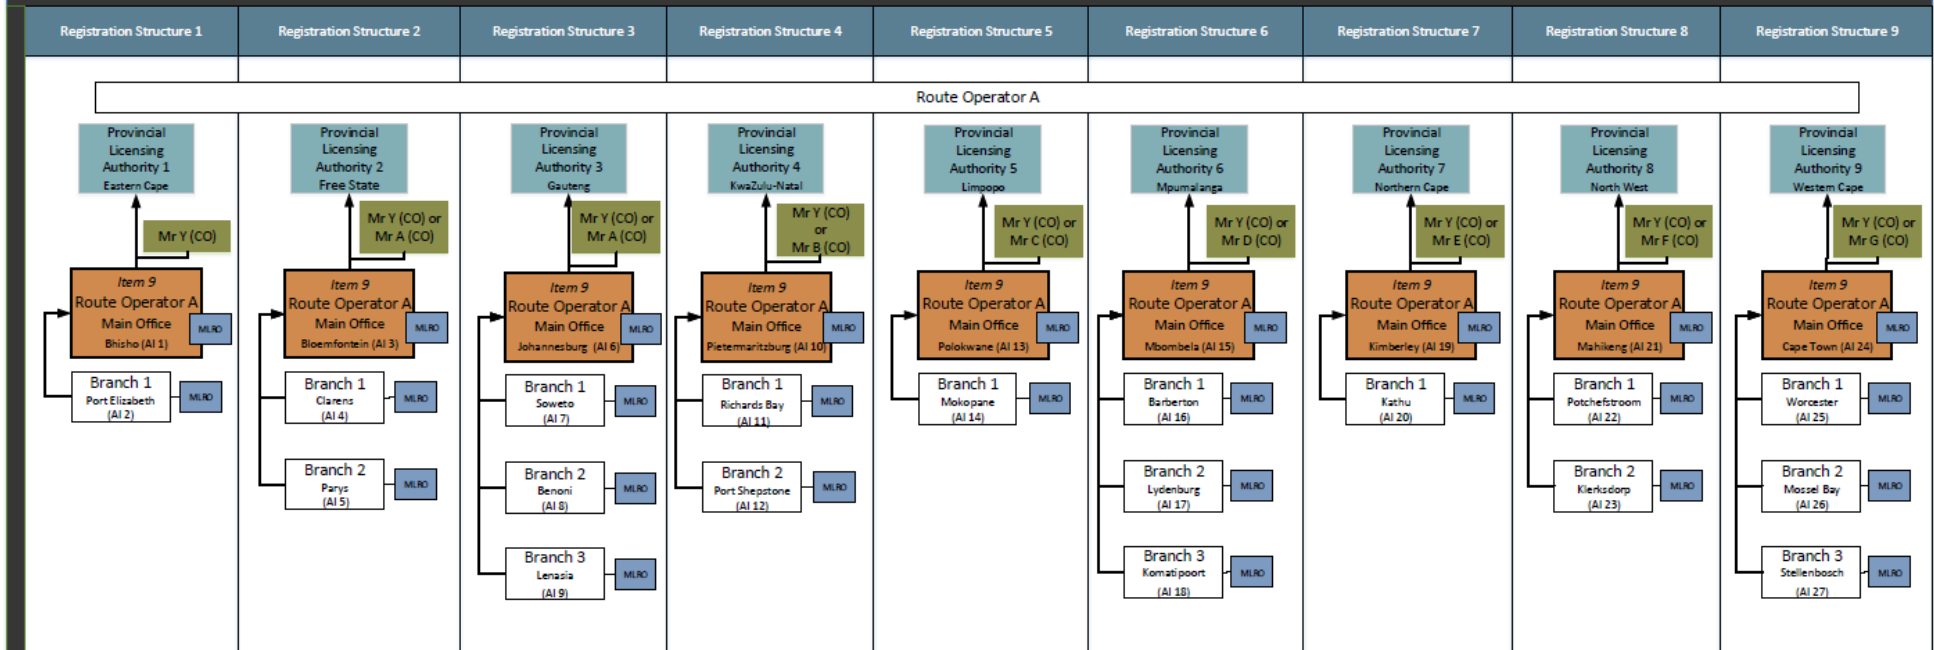 Registration Structure 1
Registration Structure 2
Registration Structure 3
Registration Structure 4
Registration Structure 5
Registration Structure 6
Registration Structure 7
Registration Structure 8
Registration Structure 9
Route Operator A
Provincial
Licensing
Authority 1
Eastern Cape
Mr Y (CO)
Item 9
Route Operator A
Main Office
Bhisho (AI 1)
MLRO
Branch 1
Port Elizabeth
(AI 2)
MLRO
Provincial
Licensing
Authority 2
Free State
Mr Y (CO) or
Mr A (CO)
Item 9
Route Operator A
Main Office
Bloemfontein (AI 3)
MLRO
Branch 1
Clarens
(AI 4)
MLRO
Branch 2
Parys
(AI 5)
MLRO
Provincial
Licensing
Authority 3
Gauteng
Mr Y (CO) or
Mr A (CO)
Item 9
Route Operator A
Main Office
Johannesburg (AI 6)
MLRO
Branch 1
Soweto
(AI 7)
MLRO
Branch 2
Benoni
(AI 8)
MLRO
Branch 3
Lenasia
(AI 9)
MLRO
Provincial
Licensing
Authority 4
KwaZulu-Natal
Mr Y (CO)
or
Mr B (CO)
Item 9
Route Operator A
Main Office
Pietermaritzburg (AI 10)
MLRO
Branch 1
Richards Bay
(AI 11)
MLRO
Branch 2
Port Shepstone
(AI 12)
MLRO
Provincial
Licensing
Authority 5
Limpopo
Mr Y (CO) or
Mr C (CO)
Item 9
Route Operator A
Main Office
Polokwane (AI 13)
MLRO
Branch 1
Mokopane
(AI 14)
MLRO
Provincial
Licensing
Authority 6
Mpumalanga
Mr Y (CO) or
Mr D (CO)
Item 9
Route Operator A
Main Office
Mbombela (AI 15)
MLRO
Branch 1
Barberton
(AI 16)
MLRO
Branch 2
Lydenburg
(AI 17)
MLRO
Branch 3
Komatipoort
(AI 18)
MLRO
Provincial
Licensing
Authority 7
Northern Cape
Mr Y (CO) or
Mr E (CO)
Item 9
Route Operator A
Main Office
Kimberley (AI 19)
MLRO
Branch 1
Kathu
(AI 20)
MLRO
Provincial
Licensing
Authority 8
North West
Mr Y (CO) or
Mr F (CO)
Item 9
Route Operator A
Main Office
Mahikeng (AI 21)
MLRO
Branch 1
Potchefstroom
(AI 22)
MLRO
Branch 2
Klerksdorp
(AI 23)
MLRO
Provincial
Licensing
Authority 9
Western Cape
Mr Y (CO) or
Mr G (CO)
Item 9
Route Operator A
Main Office
Cape Town (AI 24)
MLRO
Branch 1
Worcester
(AI 25)
MLRO
Branch 2
Mossel Bay
(AI 26)
MLRO
Branch 3
Stellenbosch
(AI 27)
MLRO